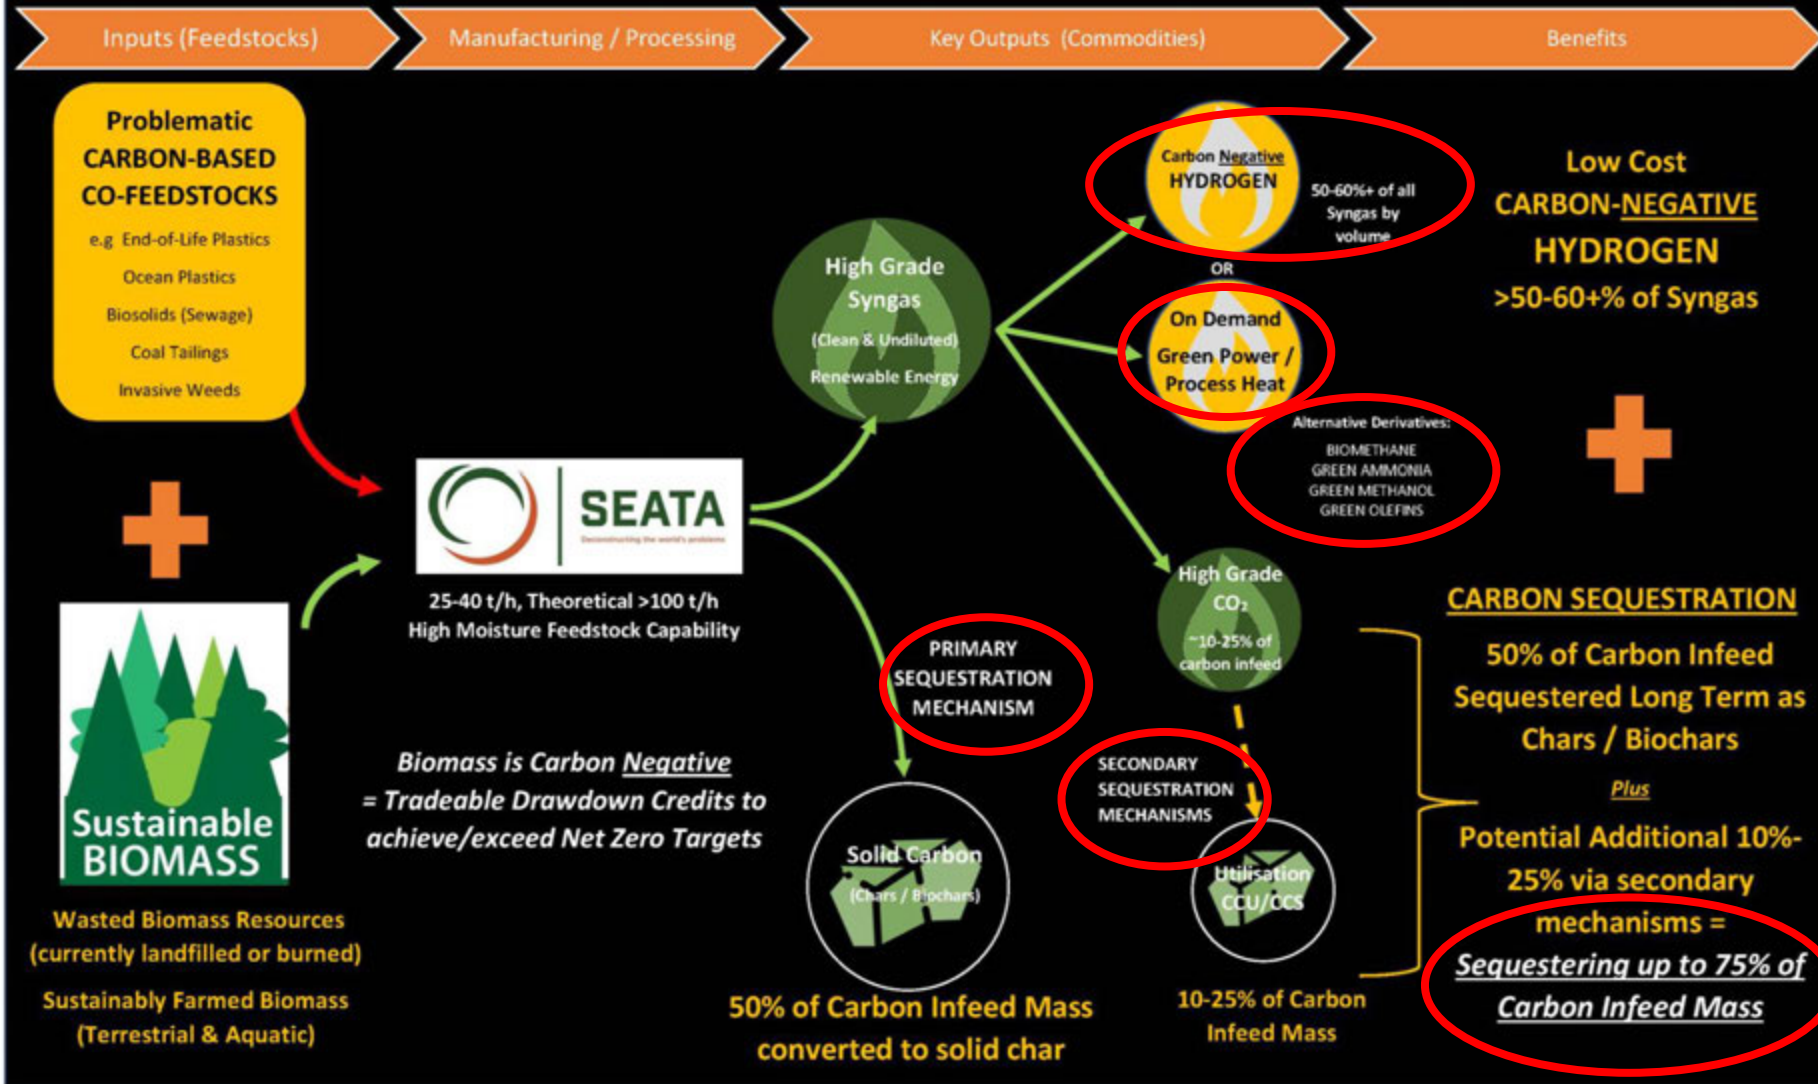 Inputs (Feedstocks)
Manufacturing / Processing
Key Outputs (Commodities)
Benefits
Problematic
CARBON-BASED
CO-FEEDSTOCKS
e.g End-of-Life Plastics
Ocean Plastics
Biosolids (Sewage)
Coal Tailings
Invasive Weeds
Sustainable
BIOMASS
Wasted Biomass Resources
(currently landfilled or burned)
Sustainably Farmed Biomass
(Terrestrial & Aquatic)
SEATA
Deconstructing the world's problems
25-40 t/h, Theoretical >100 t/h
High Moisture Feedstock Capability
Biomass is Carbon Negative
= Tradeable Drawdown Credits to
achieve/exceed Net Zero Targets
High Grade
Syngas
(Clean & Undiluted)
Renewable Energy
PRIMARY
SEQUESTRATION
MECHANISM
Solid Carbon
(Chars / Biochars)
50% of Carbon Infeed Mass
converted to solid char
Carbon Negative
HYDROGEN
50-60%+ of all
Syngas by
volume
OR
On Demand
Green Power /
Process Heat
Alternative Derivatives:
BIOMETHANE
GREEN AMMONIA
GREEN METHANOL
GREEN OLEFINS
High Grade
CO₂
~10-25% of
carbon infeed
SECONDARY
SEQUESTRATION
MECHANISMS
Utilisation
CCU/CCS
10-25% of Carbon
Infeed Mass
Low Cost
CARBON-NEGATIVE
HYDROGEN
>50-60+% of Syngas
CARBON SEQUESTRATION
50% of Carbon Infeed
Sequestered Long Term as
Chars / Biochars
Plus
Potential Additional 10%-
25% via secondary
mechanisms =
Sequestering up to 75% of
Carbon Infeed Mass